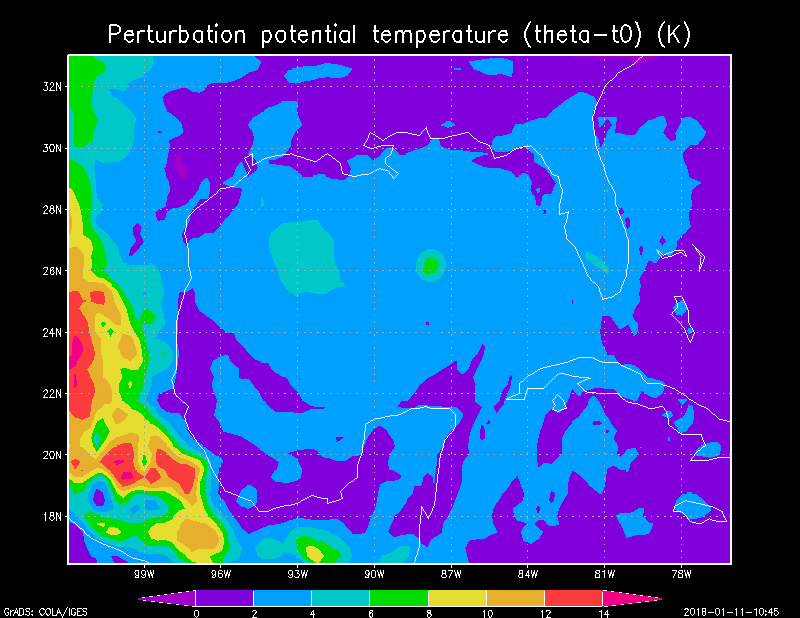 Perturbation potential temperature (theta-t0) (K)
32N
30N
28N
26N
24N
22N
20N
18N
99W 96W 93W 90W 87W 84W 81W 78W
0 2 4 6 8 10 12 14
GrADS: COLA/IGES 2018-01-11-10:45